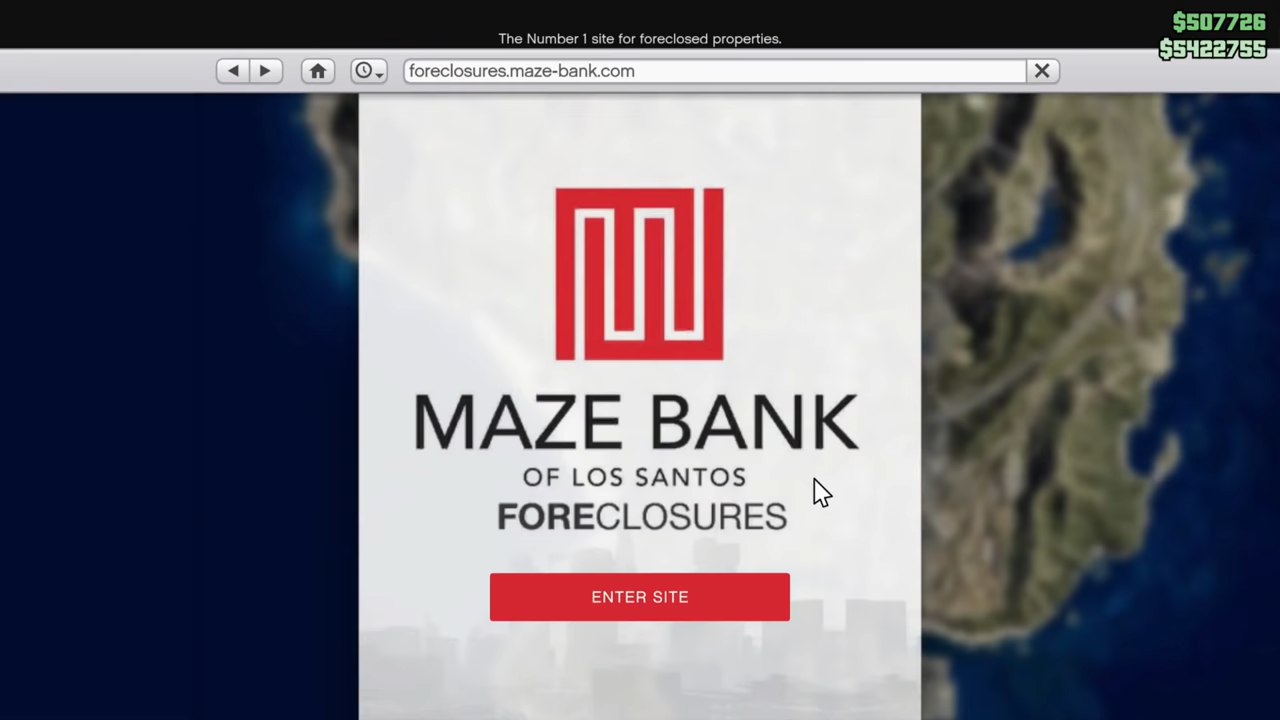 $507726
The Number 1 site for foreclosed properties.
$5422755
foreclosures.maze-bank.com
MAZE BANK
OF LOS SANTOS
FORECLOSURES
ENTER SITE